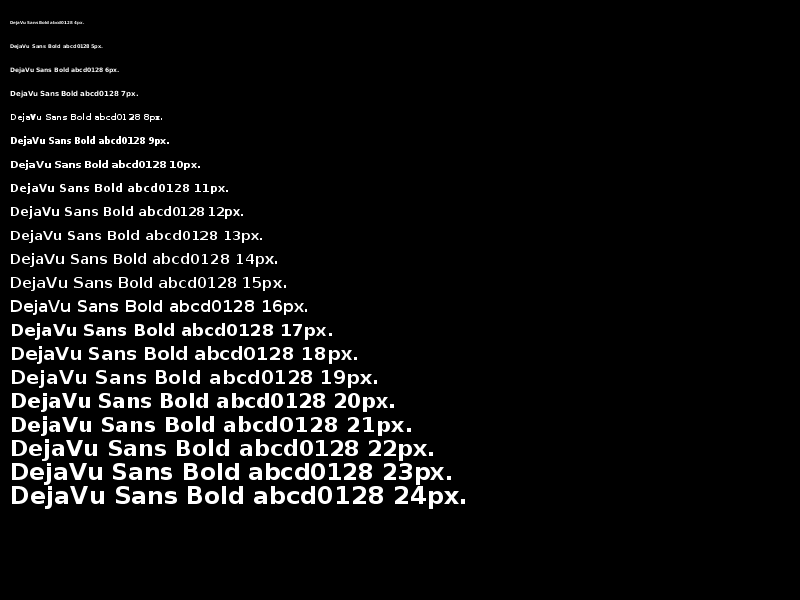 DejaVu Sans Bold abcd0128 4px.
DejaVu Sans Bold abcd0128 5px.
DejaVu Sans Bold abcd0128 6px.
DejaVu Sans Bold abcd0128 7px.
DejaVu Sans Bold abcd0128 8px.
DejaVu Sans Bold abcd0128 9px.
DejaVu Sans Bold abcd0128 10px.
DejaVu Sans Bold abcd0128 11px.
DejaVu Sans Bold abcd0128 12px.
DejaVu Sans Bold abcd0128 13px.
DejaVu Sans Bold abcd0128 14px.
DejaVu Sans Bold abcd0128 15px.
DejaVu Sans Bold abcd0128 16px.
DejaVu Sans Bold abcd0128 17px.
DejaVu Sans Bold abcd0128 18px.
DejaVu Sans Bold abcd0128 19px.
DejaVu Sans Bold abcd0128 20px.
DejaVu Sans Bold abcd0128 21px.
DejaVu Sans Bold abcd0128 22px.
DejaVu Sans Bold abcd0128 23px.
DejaVu Sans Bold abcd0128 24px.